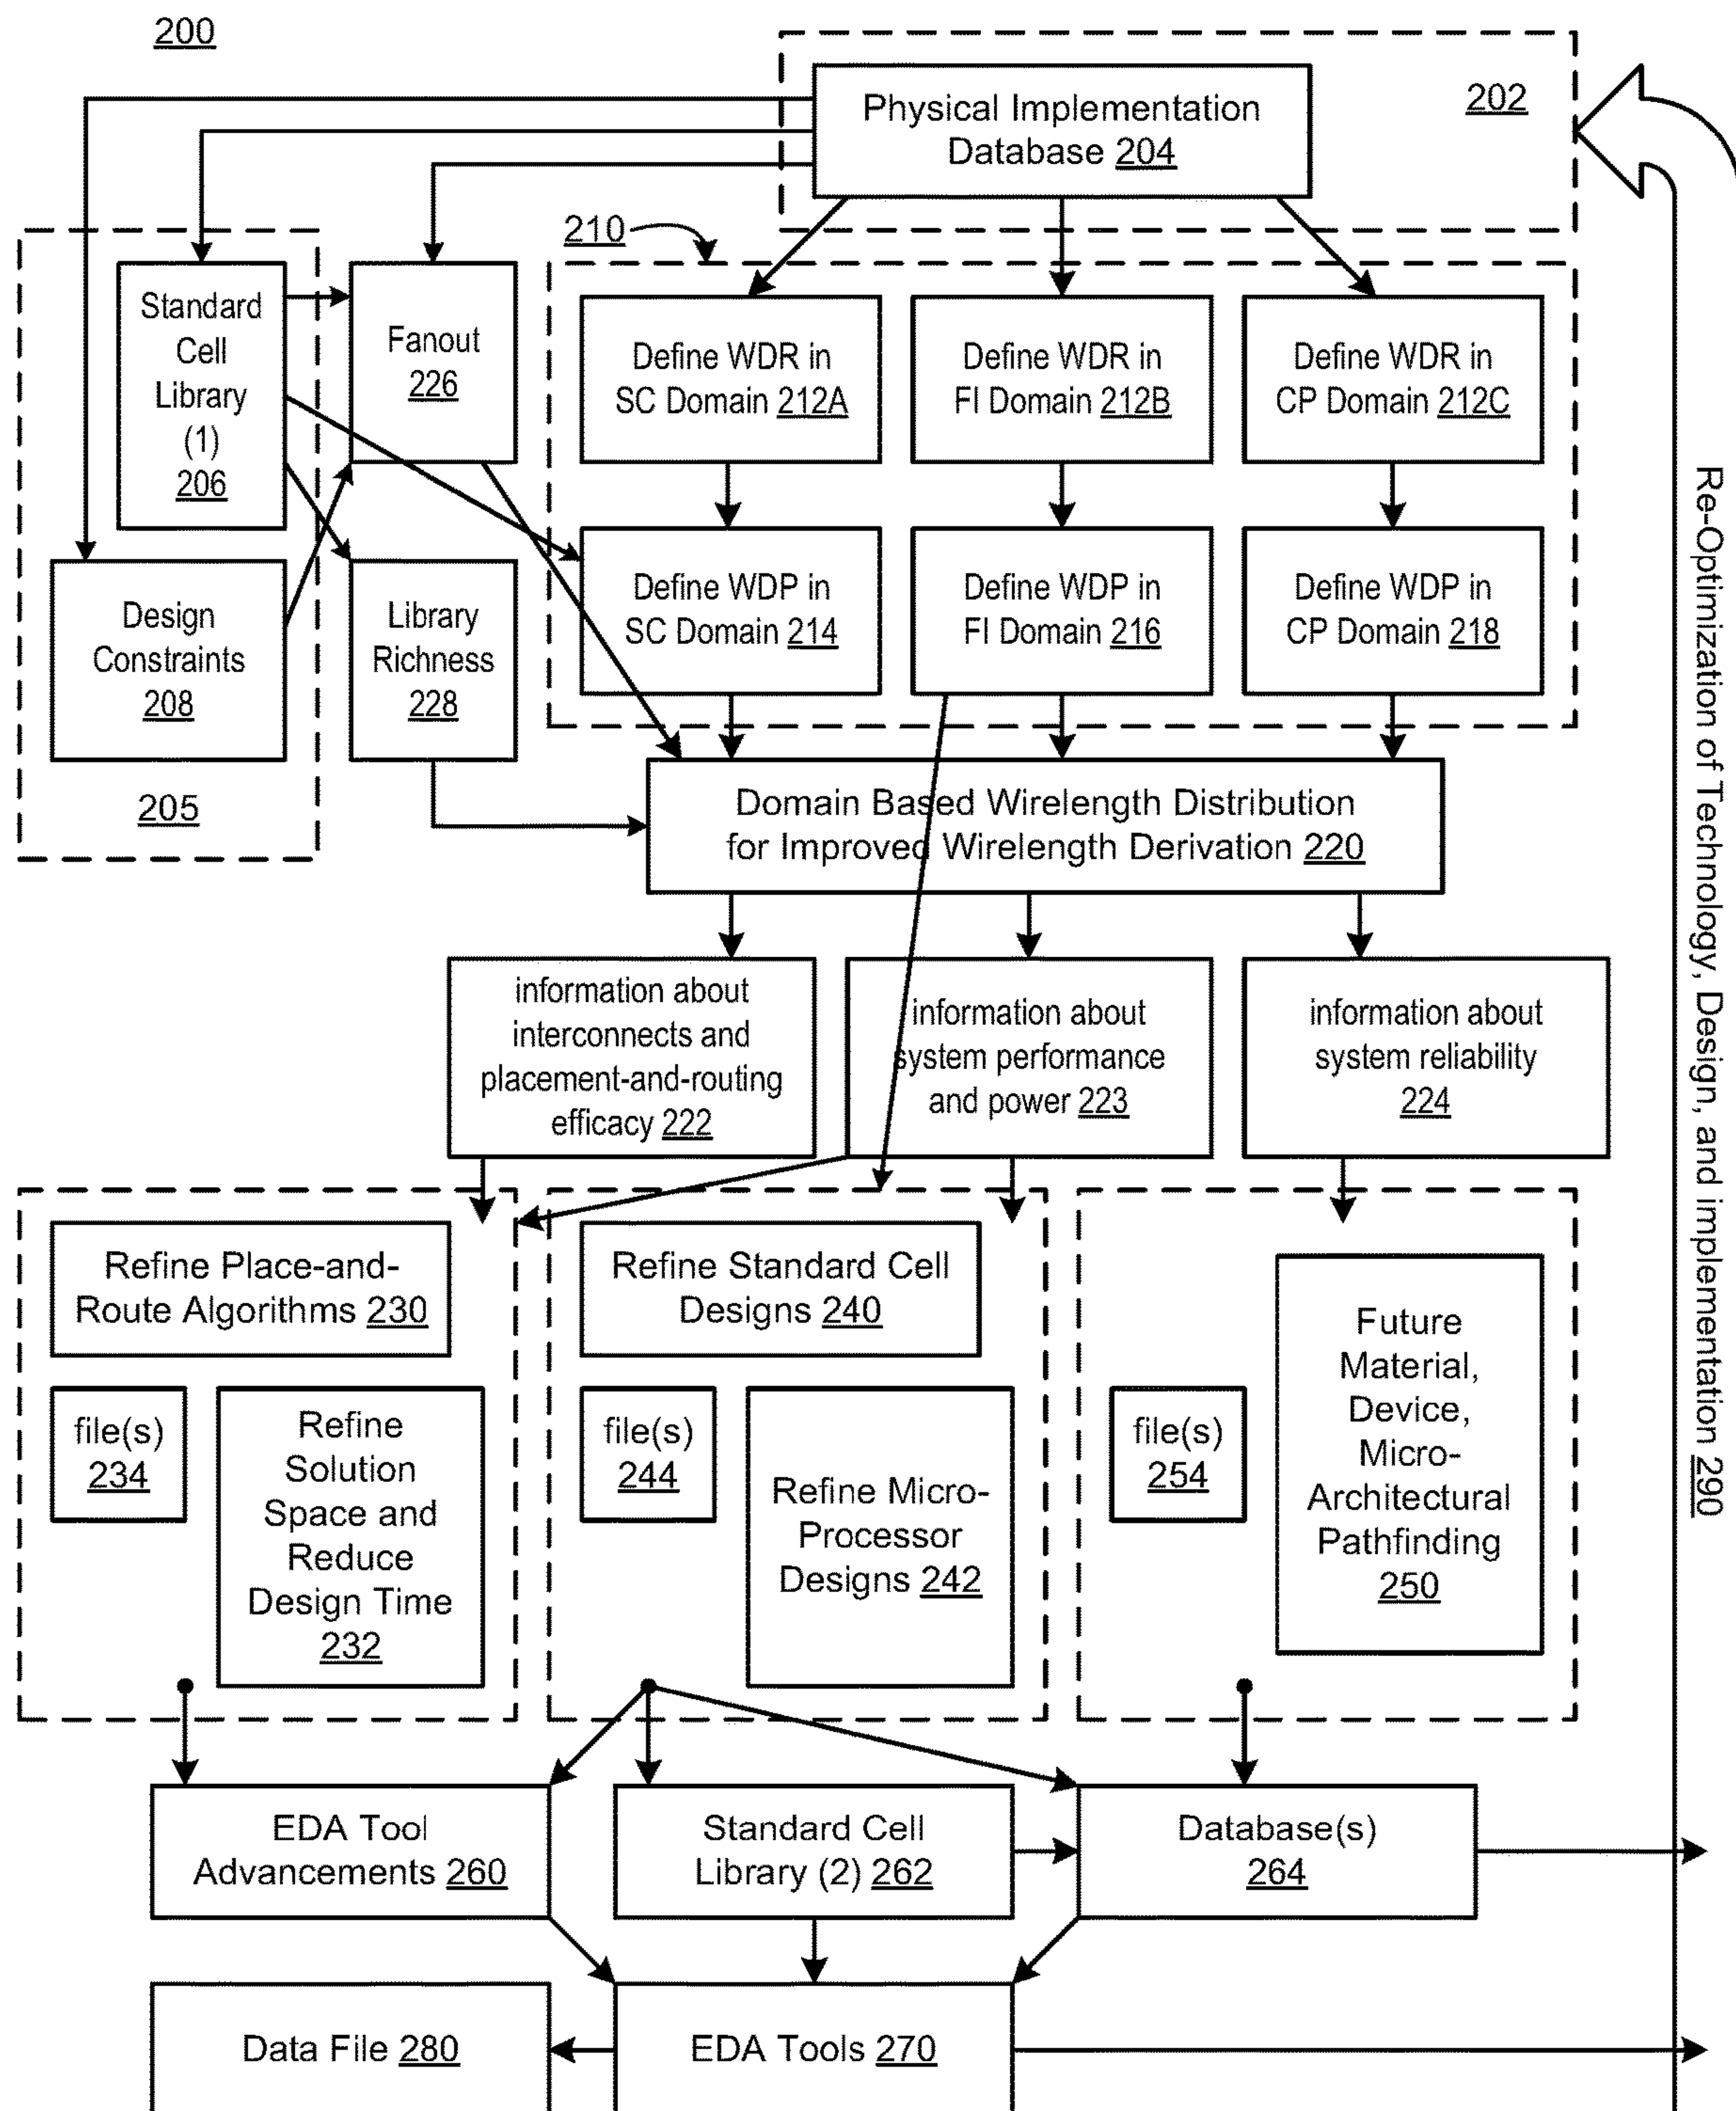 200
Physical Implementation
Database 204
202
210
Standard
Cell
Library
(1)
206
Fanout
226
Define WDR in
SC Domain 212A
Define WDR in
FI Domain 212B
Define WDR in
CP Domain 212C
Design
Constraints
208
Library
Richness
228
Define WDP in
SC Domain 214
Define WDP in
FI Domain 216
Define WDP in
CP Domain 218
205
Domain Based Wirelength Distribution
for Improved Wirelength Derivation 220
information about
interconnects and
placement-and-routing
efficacy 222
information about
system performance
and power 223
information about
system reliability
224
Refine Place-and-
Route Algorithms 230
file(s)
234
Refine
Solution
Space and
Reduce
Design Time
232
Refine Standard Cell
Designs 240
file(s)
244
Refine Micro-
Processor
Designs 242
file(s)
254
Future
Material,
Device,
Micro-
Architectural
Pathfinding
250
EDA Tool
Advancements 260
Standard Cell
Library (2) 262
Database(s)
264
Data File 280
EDA Tools 270
Re-Optimization of Technology, Design, and implementation 290